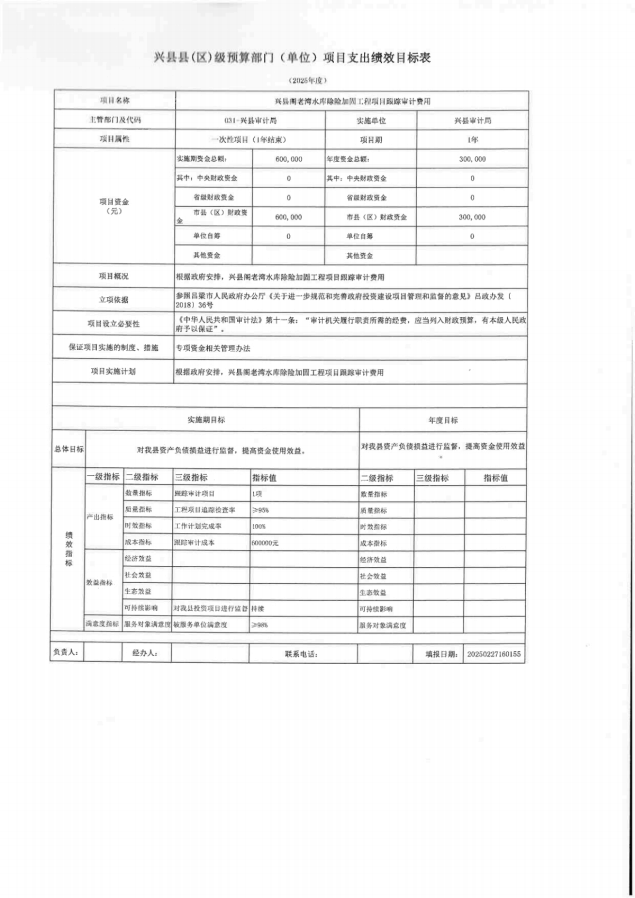 兴县县(区)级预算部门（单位）项目支出绩效目标表
（2025年度）
项目名称 兴县阁老湾水库除险加固工程项目跟踪审计费用
主管部门及代码 031-兴县审计局 实施单位 兴县审计局
项目属性 一次性项目（1年结束） 项目期 1年
项目资金（元） 实施期资金总额： 600,000 年度资金总额： 300,000
其中：中央财政资金 0 其中：中央财政资金 0
省级财政资金 0 省级财政资金 0
市县（区）财政资金 600,000 市县（区）财政资金 300,000
单位自筹 0 单位自筹 0
其他资金 其他资金
项目概况 根据政府安排，兴县阁老湾水库除险加固工程项目跟踪审计费用
立项依据 参照吕梁市人民政府办公厅《关于进一步规范和完善政府投资建设项目管理和监督的意见》吕政办发〔
2018〕36号
项目设立必要性 《中华人民共和国审计法》第十一条：“审计机关履行职责所需的经费，应当列入财政预算，有本级人民政
府予以保证”。
保证项目实施的制度、措施 专项资金相关管理办法
项目实施计划 根据政府安排，兴县阁老湾水库除险加固工程项目跟踪审计费用
实施期目标 年度目标
总体目标 对我县资产负债损益进行监督，提高资金使用效益。 对我县资产负债损益进行监督，提高资金使用效益
。
绩效指标 一级指标 二级指标 三级指标 指标值 二级指标 三级指标 指标值
产出指标 数量指标 跟踪审计项目 1项 数量指标
质量指标 工程项目追踪检查率 ≥95% 质量指标
时效指标 工作计划完成率 100% 时效指标
成本指标 跟踪审计成本 600000元 成本指标
效益指标 经济效益 经济效益
社会效益 社会效益
生态效益 生态效益
可持续影响 对我县投资项目进行监督 持续 可持续影响
满意度指标 服务对象满意度 被服务单位满意度 ≥98% 服务对象满意度
负责人： 经办人： 联系电话： 填报日期： 20250227160155